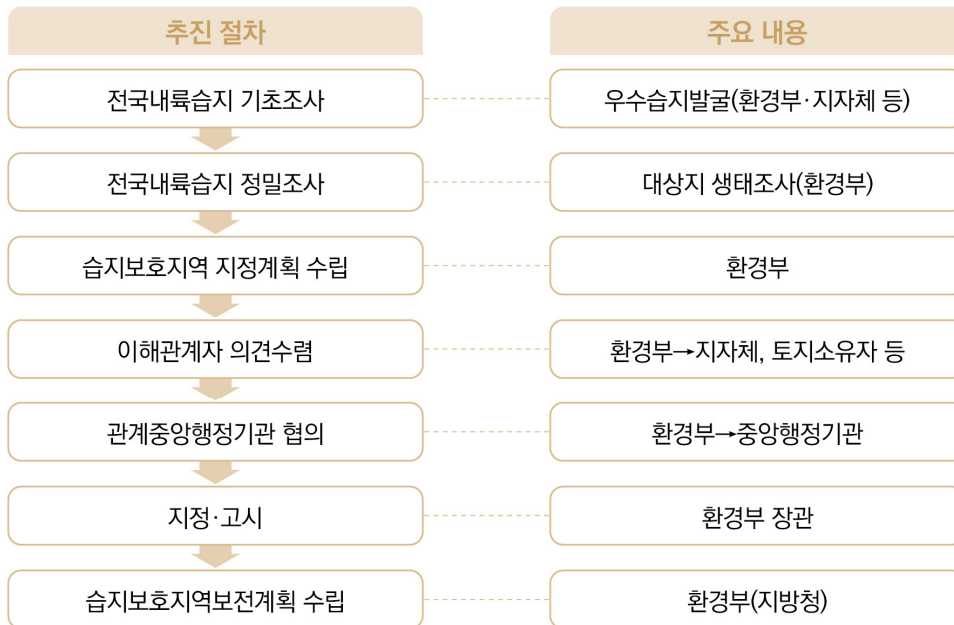 추진 절차
주요 내용
전국내륙습지 기초조사
우수습지발굴(환경부·지자체 등)
전국내륙습지 정밀조사
대상지 생태조사(환경부)
습지보호지역 지정계획 수립
환경부
이해관계자 의견수렴
환경부→지자체, 토지소유자 등
관계중앙행정기관 협의
환경부→중앙행정기관
지정·고시
환경부 장관
습지보호지역보전계획 수립
환경부(지방청)